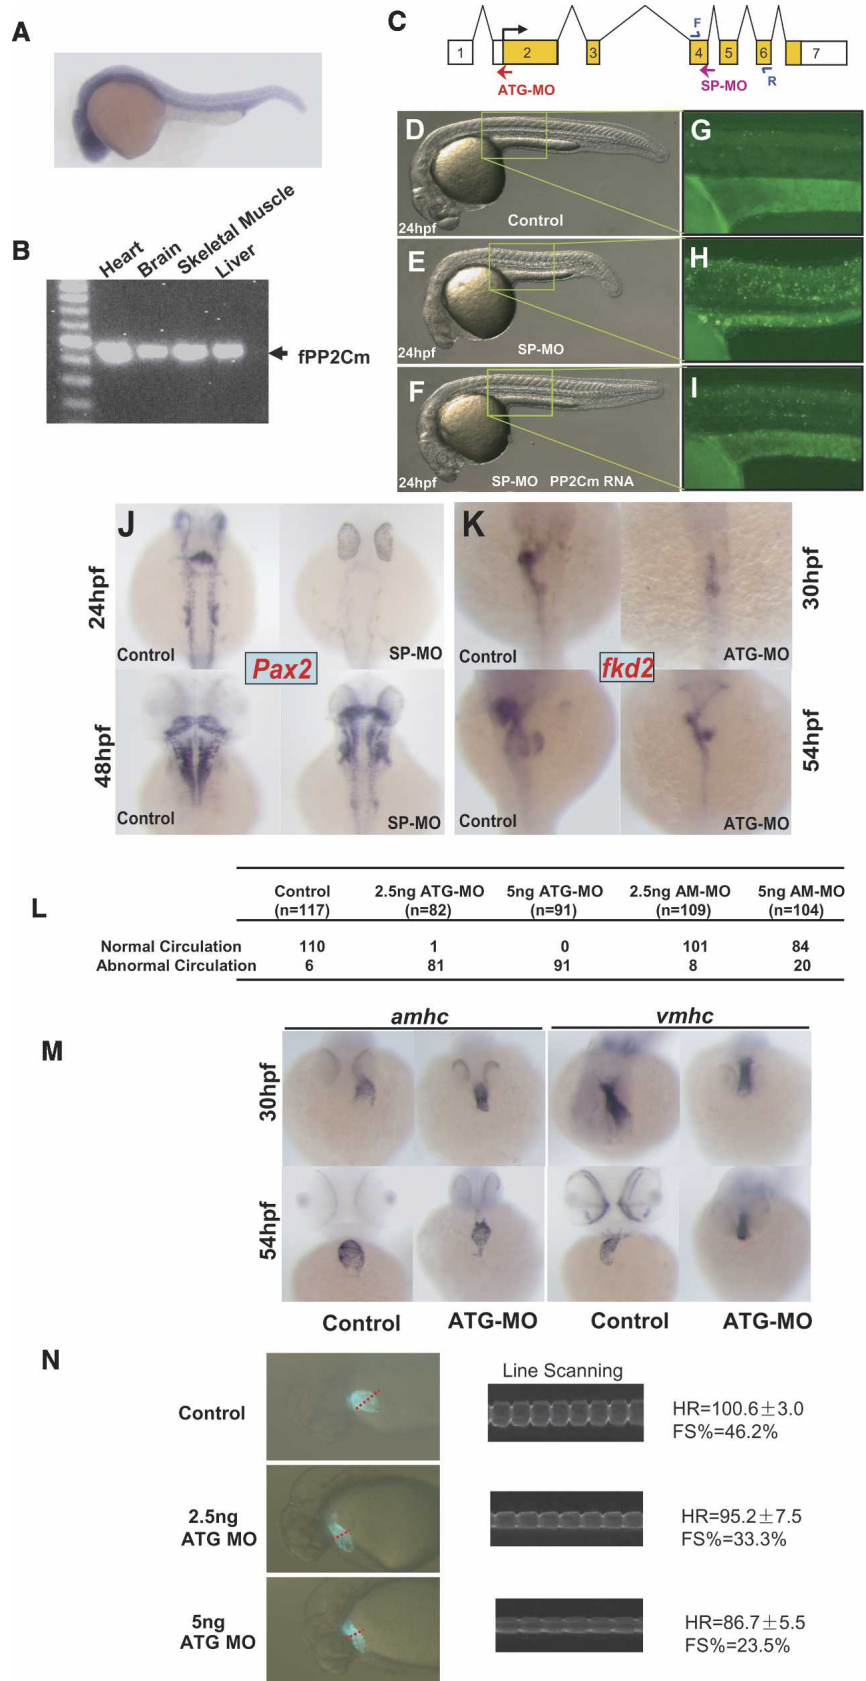 A
B
Heart
Brain
Skeletal Muscle
Liver
fPP2Cm
C
1
2
3
F
4
5
6
7
ATG-MO
SP-MO
R
D
Control
24hpf
G
E
SP-MO
24hpf
H
F
SP-MO PP2Cm RNA
24hpf
I
J
24hpf
Control
SP-MO
Pax2
48hpf
Control
SP-MO
K
30hpf
Control
ATG-MO
fkd2
54hpf
Control
ATG-MO
L
Control 2.5ng ATG-MO 5ng ATG-MO 2.5ng AM-MO 5ng AM-MO
(n=117) (n=82) (n=91) (n=109) (n=104)
Normal Circulation 110 1 0 101 84
Abnormal Circulation 6 81 91 8 20
M
amhc vmhc
30hpf
54hpf
Control ATG-MO Control ATG-MO
N
Line Scanning
Control
HR=100.6±3.0
FS%=46.2%
2.5ng
ATG MO
HR=95.2±7.5
FS%=33.3%
5ng
ATG MO
HR=86.7±5.5
FS%=23.5%